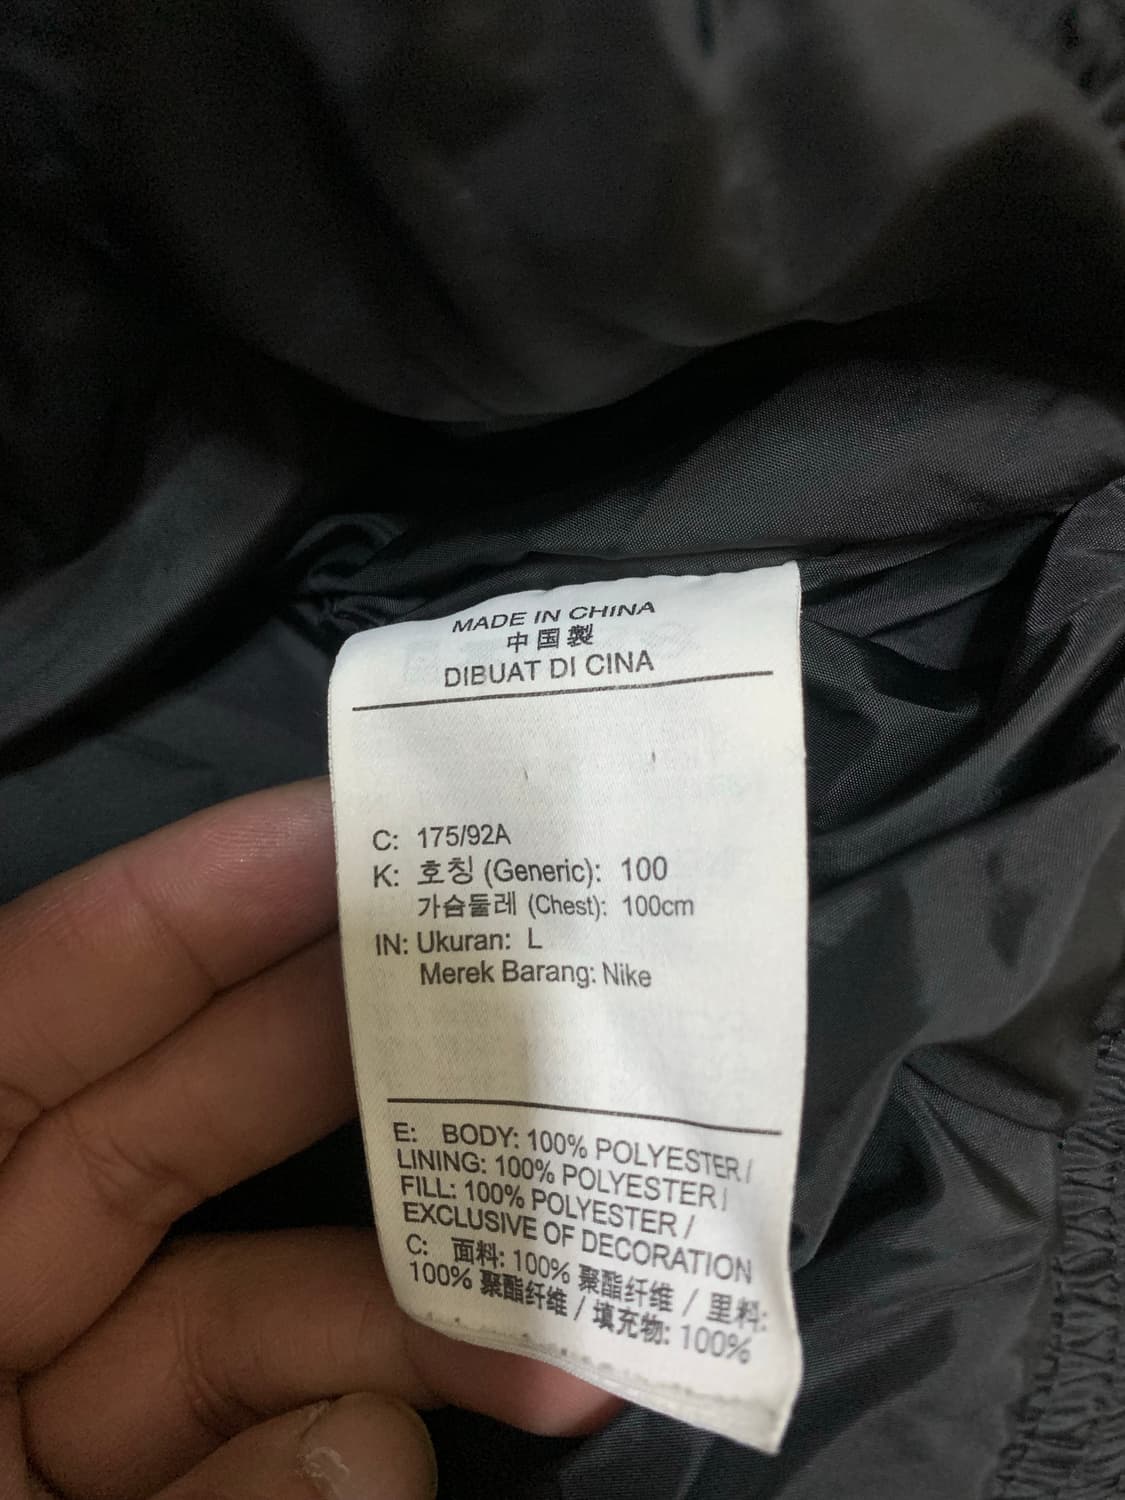 MADE IN CHINA
中国製
DIBUAT DI CINA
C: 175/92A
K: 호칭 (Generic): 100
가슴둘레 (Chest): 100cm
IN: Ukuran: L
Merek Barang: Nike
E: BODY: 100% POLYESTER /
LINING: 100% POLYESTER /
FILL: 100% POLYESTER /
EXCLUSIVE OF DECORATION
C: 面料: 100% 聚酯纤维 / 里料:
100% 聚酯纤维 / 填充物: 100%